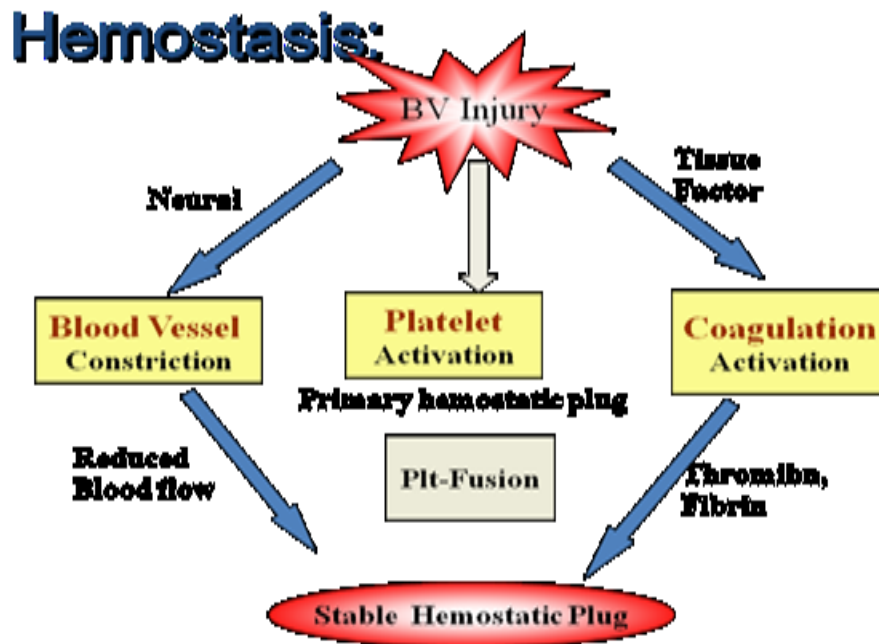 Hemostasis:
BV Injury
Neural
Tissue
Factor
Blood Vessel
Constriction
Platelet
Activation
Coagulation
Activation
Primary hemostatic plug
Reduced
Blood flow
Plt-Fusion
Thromibn,
Fibrin
Stable Hemostatic Plug